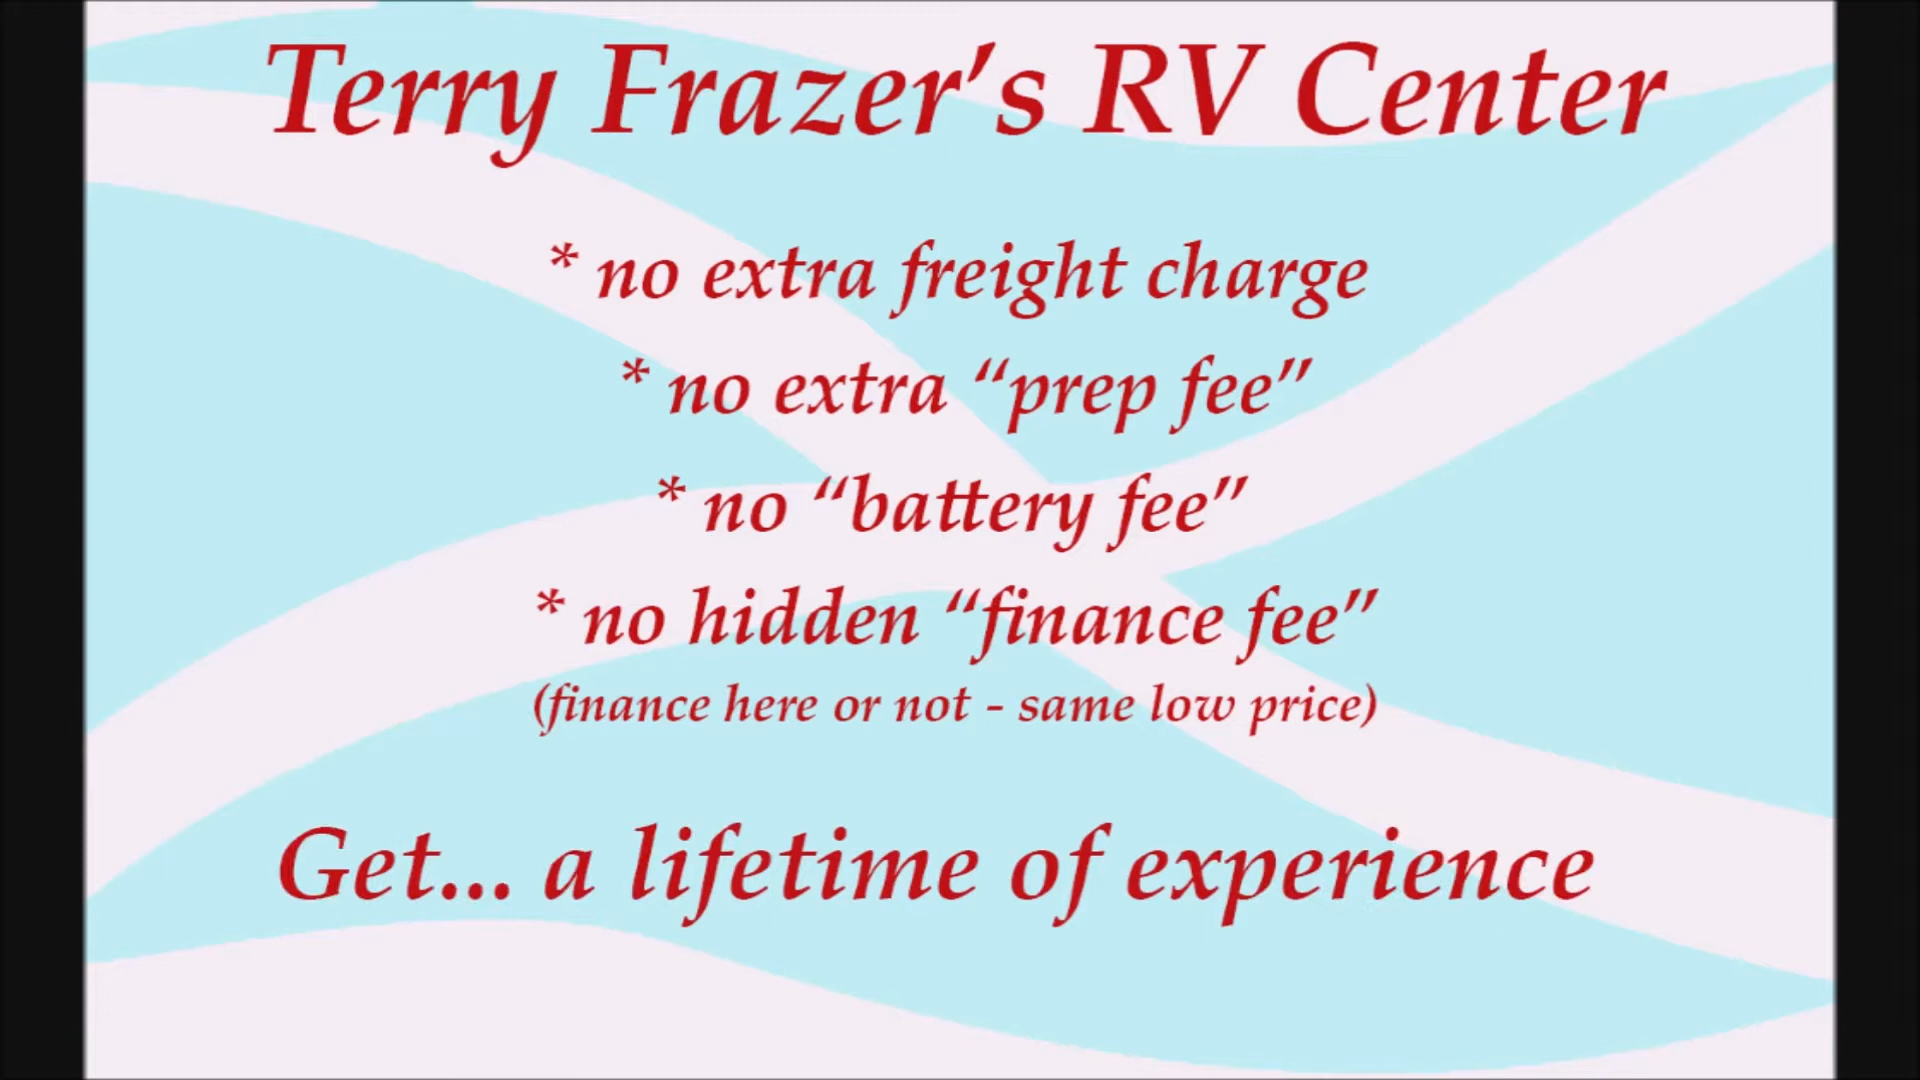 Terry Frazer’s RV Center
* no extra freight charge
* no extra “prep fee”
* no “battery fee”
* no hidden “finance fee”
(finance here or not - same low price)
Get... a lifetime of experience